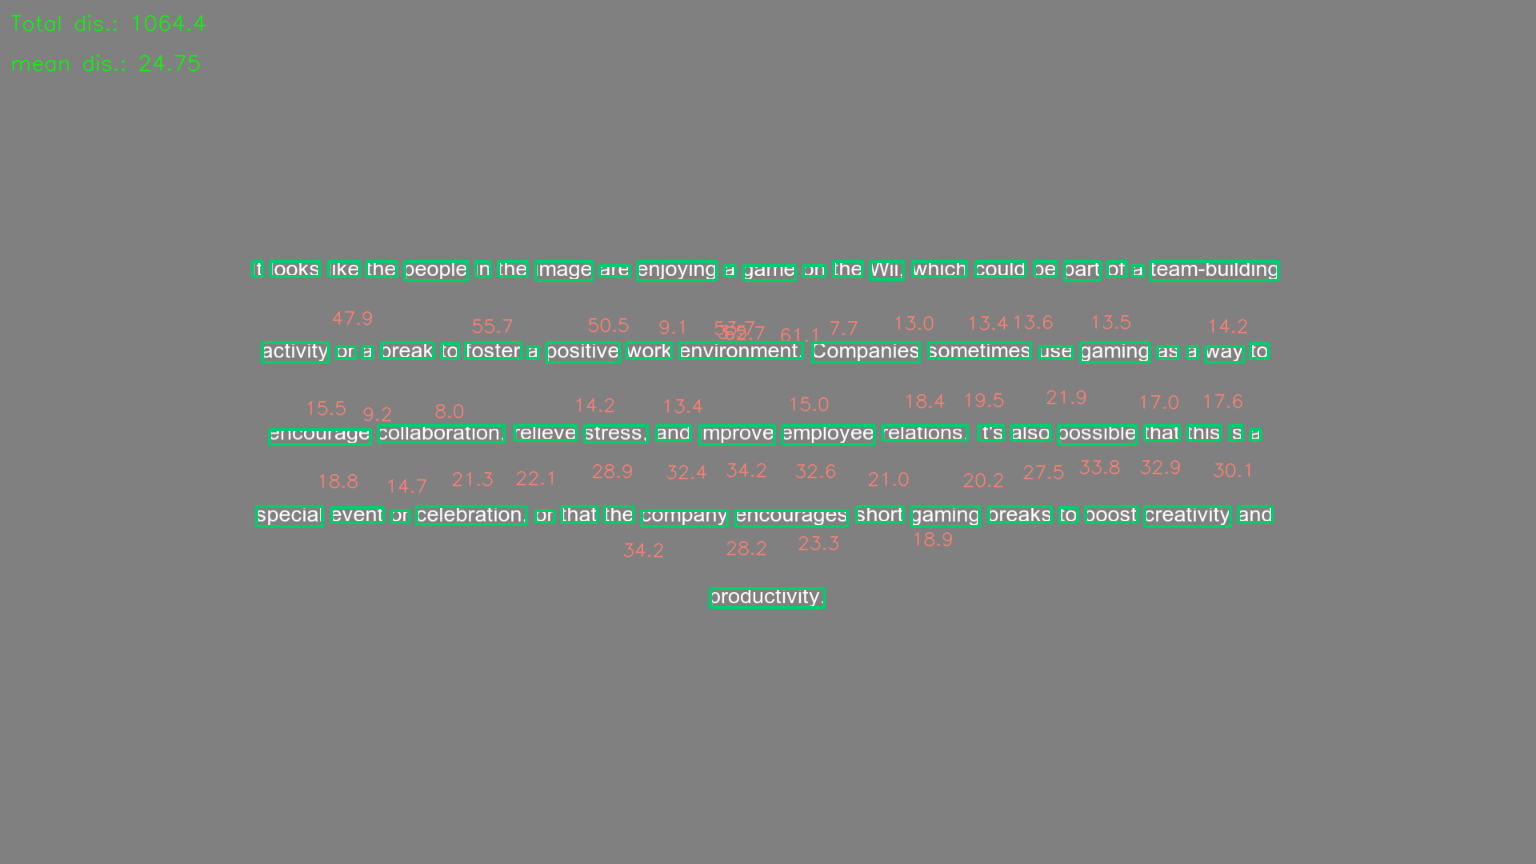 Total dis.: 1064.4
mean dis.: 24.75
It looks like the people in the image are enjoying a game on the Wii, which could be part of a team-building
47.9 55.7 50.5 9.1 61.1 7.7 13.0 13.4 13.6 13.5 14.2
activity or a break to foster a positive work environment. Companies sometimes use gaming as a way to
15.5 9.2 8.0 14.2 13.4 15.0 18.4 19.5 21.9 17.0 17.6
encourage collaboration, relieve stress, and improve employee relations. It's also possible that this is a
18.8 14.7 21.3 22.1 28.9 32.4 34.2 32.6 21.0 20.2 27.5 33.8 32.9 30.1
special event or celebration, or that the company encourages short gaming breaks to boost creativity and
34.2 28.2 23.3 18.9
productivity.